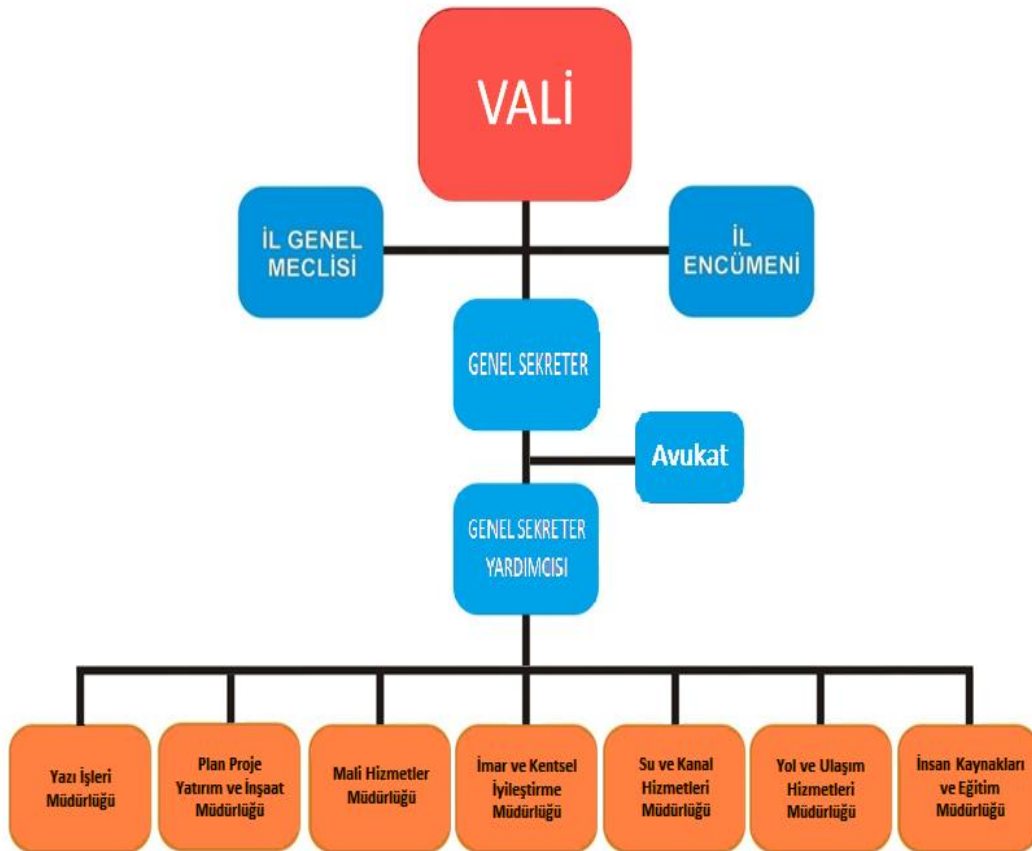 VALİ
İL GENEL
MECLİSİ
İL
ENCÜMENİ
GENEL SEKRETER
Avukat
GENEL SEKRETER
YARDIMCISI
Yazı İşleri
Müdürlüğü
Plan Proje
Yatırım ve İnşaat
Müdürlüğü
Mali Hizmetler
Müdürlüğü
İmar ve Kentsel
İyileştirme
Müdürlüğü
Su ve Kanal
Hizmetleri
Müdürlüğü
Yol ve Ulaşım
Hizmetleri
Müdürlüğü
İnsan Kaynakları
ve Eğitim
Müdürlüğü